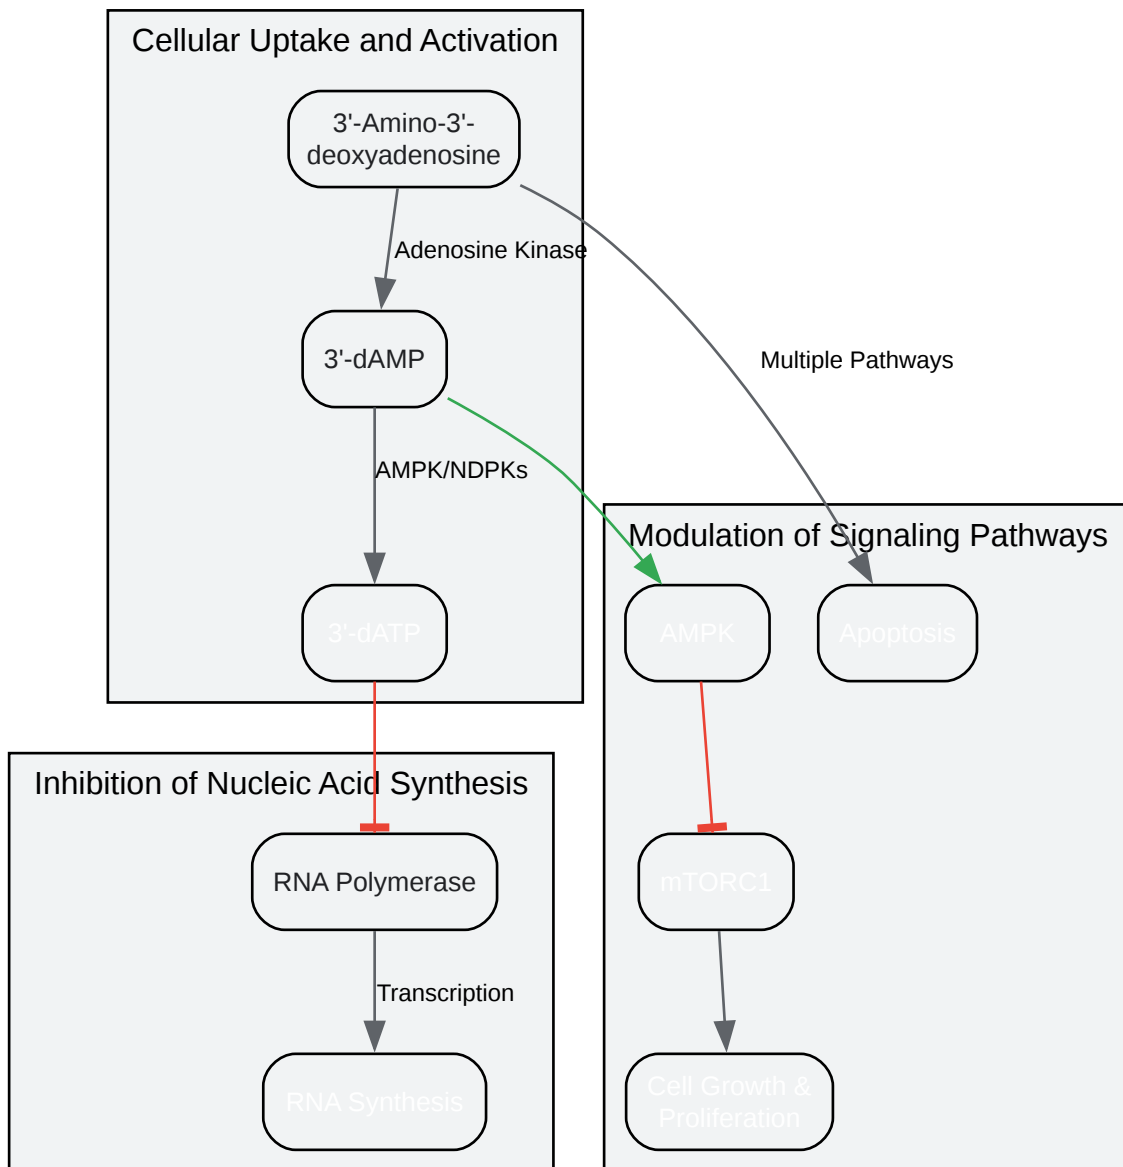 Cellular Uptake and Activation
3'-Amino-3'-
deoxyadenosine
Adenosine Kinase
3'-dAMP
Multiple Pathways
AMPK/NDPKs
Modulation of Signaling Pathways
3'-dATP
AMPK
Apoptosis
Inhibition of Nucleic Acid Synthesis
RNA Polymerase
mTORC1
Transcription
RNA Synthesis
Cell Growth &
Proliferation